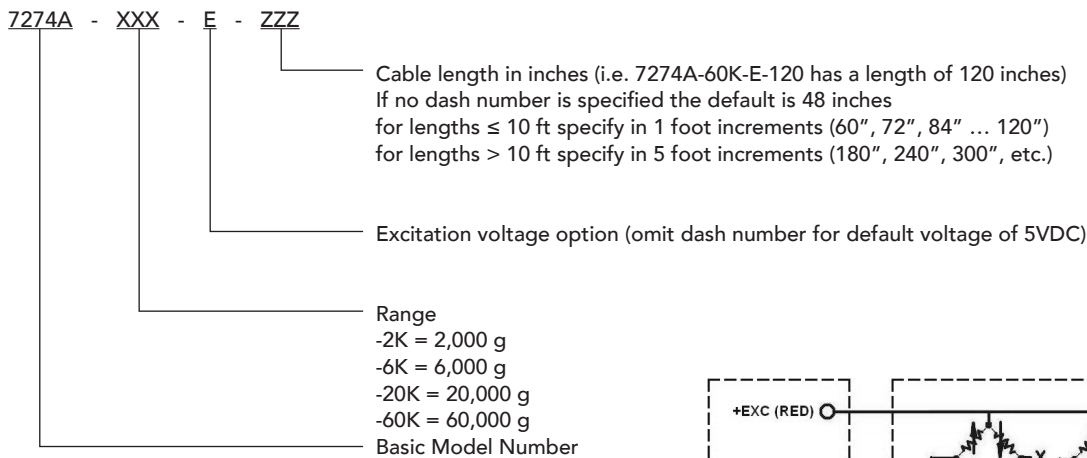 7274A - XXX - E - ZZZ
Cable length in inches (i.e. 7274A-60K-E-120 has a length of 120 inches)
If no dash number is specified the default is 48 inches
for lengths ≤ 10 ft specify in 1 foot increments (60”, 72”, 84” … 120”)
for lengths > 10 ft specify in 5 foot increments (180”, 240”, 300”, etc.)
Excitation voltage option (omit dash number for default voltage of 5VDC)
Range
-2K = 2,000 g
-6K = 6,000 g
-20K = 20,000 g
-60K = 60,000 g
Basic Model Number
+EXC (RED)